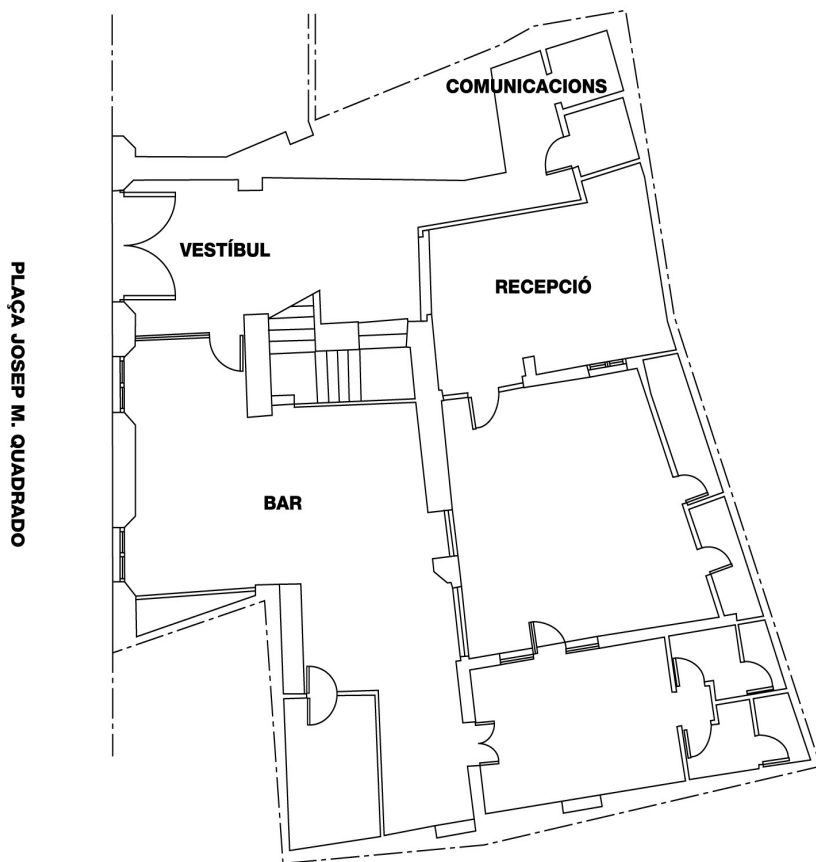 COMUNICACIONS
VESTÍBUL
RECEPCIÓ
PLAÇA JOSEP M. QUADRADO
BAR